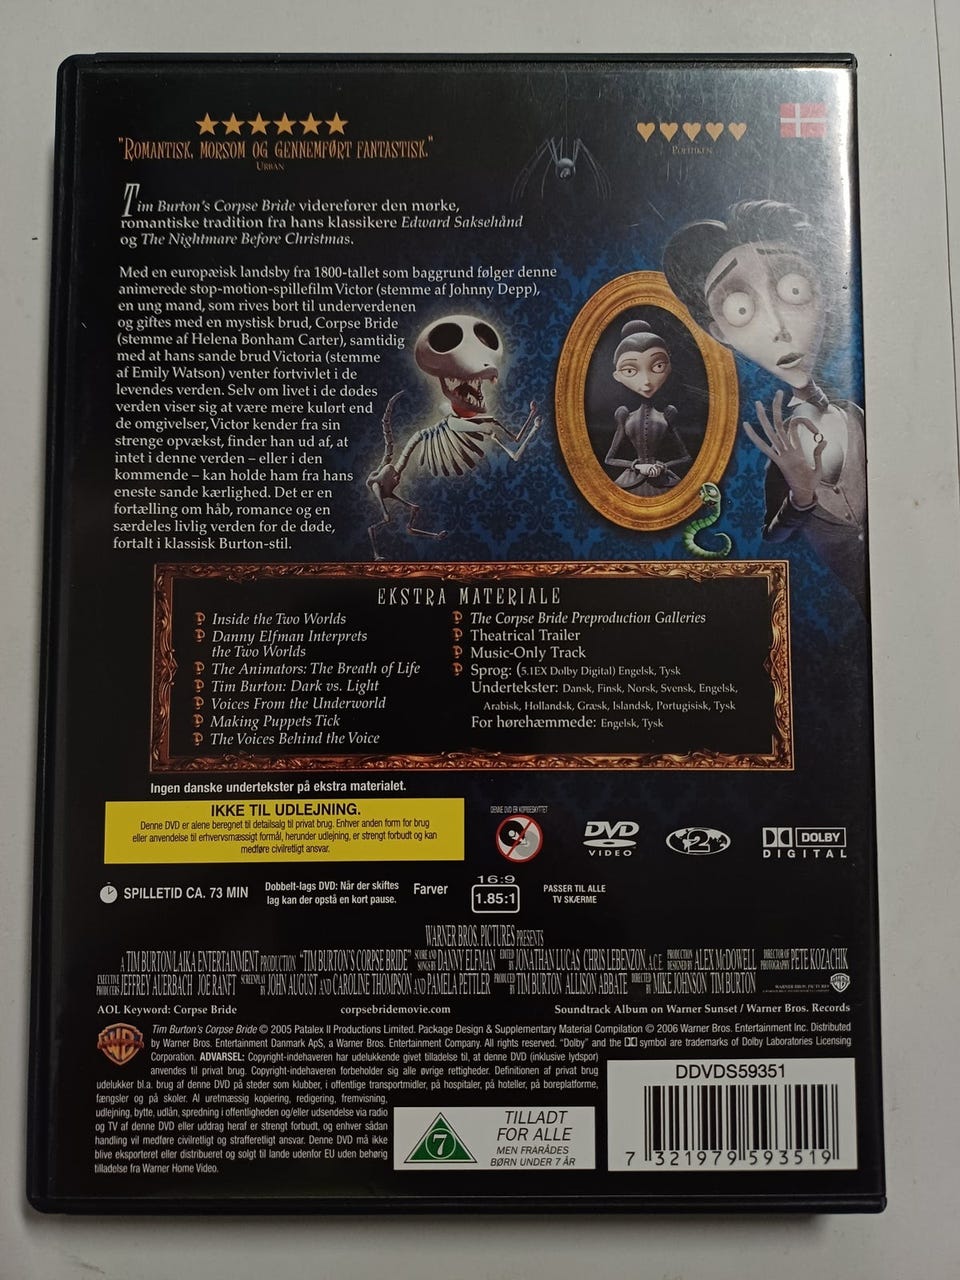 "ROMANTISK, MORSOM OG GENNEMFØRT FANTASTISK."
URBAN
POLITIKEN
Tim Burton's Corpse Bride videreforer den mørke,
romantiske tradition fra hans klassikere Edward Saksehånd
og The Nightmare Before Christmas.
Med en europæisk landsby fra 1800-tallet som baggrund følger denne
animerede stop-motion-spillefilm Victor (stemme af Johnny Depp),
en ung mand, som rives bort til underverdenen
og giftes med en mystisk brud, Corpse Bride
(stemme af Helena Bonham Carter), samtidig
med at hans sande brud Victoria (stemme
af Emily Watson) venter fortvivlet i de
levendes verden. Selv om livet i de dødes
verden viser sig at være mere kulørt end
de omgivelser, Victor kender fra sin
strenge opvækst, finder han ud af, at
intet i denne verden – eller i den
kommende – kan holde ham fra hans
eneste sande kærlighed. Det er en
fortælling om håb, romance og en
særdeles livlig verden for de døde,
fortalt i klassisk Burton-stil.
EKSTRA MATERIALE
Inside the Two Worlds
Danny Elfman Interprets
the Two Worlds
The Animators: The Breath of Life
Tim Burton: Dark vs. Light
Voices From the Underworld
Making Puppets Tick
The Voices Behind the Voice
The Corpse Bride Preproduction Galleries
Theatrical Trailer
Music-Only Track
Sprog: (5.1EX Dolby Digital) Engelsk, Tysk
Undertekster: Dansk, Finsk, Norsk, Svensk, Engelsk,
Arabisk, Hollandsk, Græsk, Islandsk, Portugisisk, Tysk
For hørehæmmede: Engelsk, Tysk
Ingen danske undertekster på ekstra materialet.
IKKE TIL UDLEJNING.
Denne DVD er alene beregnet til detailsalg til privat brug. Enhver anden form for brug
eller anvendelse til erhvervsmæssigt formål, herunder udlejning, er strengt forbudt og kan
medføre civilretligt ansvar.
DENNE DVD ER KOPIBESKYTTET
DVD
VIDEO
2
DOLBY
DIGITAL
SPILLETID CA. 73 MIN
Dobbelt-lags DVD: Når der skiftes
lag kan der opstå en kort pause.
Farver
16:9
1.85:1
PASSER TIL ALLE
TV SKÆRME
WARNER BROS. PICTURES PRESENTS
A TIM BURTON/LAIKA ENTERTAINMENT PRODUCTION "TIM BURTON'S CORPSE BRIDE" SCORE AND SONGS BY DANNY ELFMAN EDITED BY JONATHAN LUCAS CHRIS LEBENZON, A.C.E. PRODUCTION DESIGNED BY ALEX McDOWELL DIRECTOR OF PHOTOGRAPHY PETE KOZACHIK
EXECUTIVE PRODUCERS JEFFREY AUERBACH JOE RANFT SCREENPLAY BY JOHN AUGUST AND CAROLINE THOMPSON AND PAMELA PETTLER PRODUCED BY TIM BURTON ALLISON ABBATE DIRECTED BY MIKE JOHNSON TIM BURTON
AOL Keyword: Corpse Bride corpsebridemovie.com Soundtrack Album on Warner Sunset / Warner Bros. Records
Tim Burton's Corpse Bride © 2005 Patalex II Productions Limited. Package Design & Supplementary Material Compilation © 2006 Warner Bros. Entertainment Inc. Distributed
by Warner Bros. Entertainment Danmark ApS, a Warner Bros. Entertainment Company. All rights reserved. "Dolby" and the DD symbol are trademarks of Dolby Laboratories Licensing
Corporation. ADVARSEL: Copyright-indehaveren har udelukkende givet tilladelse til, at denne DVD (inklusive lydspor)
anvendes til privat brug. Copyright-indehaveren forbeholder sig alle øvrige rettigheder. Definitionen af privat brug
udelukker bl.a. brug af denne DVD på steder som klubber, i offentlige transportmidler, på hospitaler, på hoteller, på boreplatforme,
fængsler og på skoler. Al uretmæssig kopiering, redigering, fremvisning,
udlejning, bytte, udlån, spredning i offentligheden og/eller udsendelse via radio
og TV af denne DVD eller uddrag heraf er strengt forbudt, og enhver sådan
handling vil medføre civilretligt og strafferetligt ansvar. Denne DVD må ikke
blive eksporteret eller distribueret og solgt til lande udenfor EU uden behørig
tilladelse fra Warner Home Video.
7
TILLADT
FOR ALLE
MEN FRARÅDES
BØRN UNDER 7 ÅR
DDVDS59351
7 321979 593519